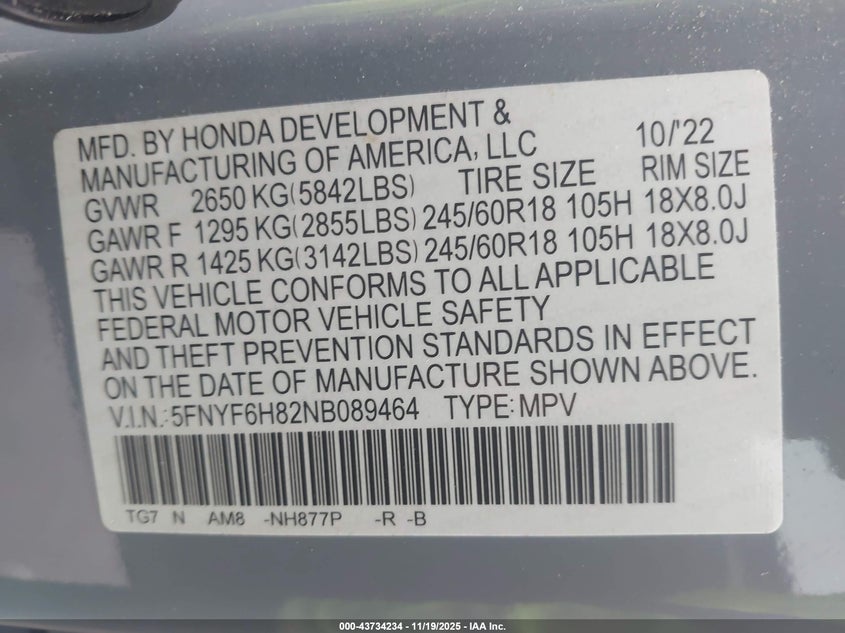 MFD. BY HONDA DEVELOPMENT &
MANUFACTURING OF AMERICA, LLC 10/'22
GVWR 2650 KG(5842LBS) TIRE SIZE RIM SIZE
GAWR F 1295 KG(2855LBS) 245/60R18 105H 18X8.0J
GAWR R 1425 KG(3142LBS) 245/60R18 105H 18X8.0J
THIS VEHICLE CONFORMS TO ALL APPLICABLE
FEDERAL MOTOR VEHICLE SAFETY
AND THEFT PREVENTION STANDARDS IN EFFECT
ON THE DATE OF MANUFACTURE SHOWN ABOVE.
V.I.N.: 5FNYF6H82NB089464 TYPE: MPV
TG7 N AM8 -NH877P -R -B
000-43734234 - 11/19/2025 - IAA Inc.